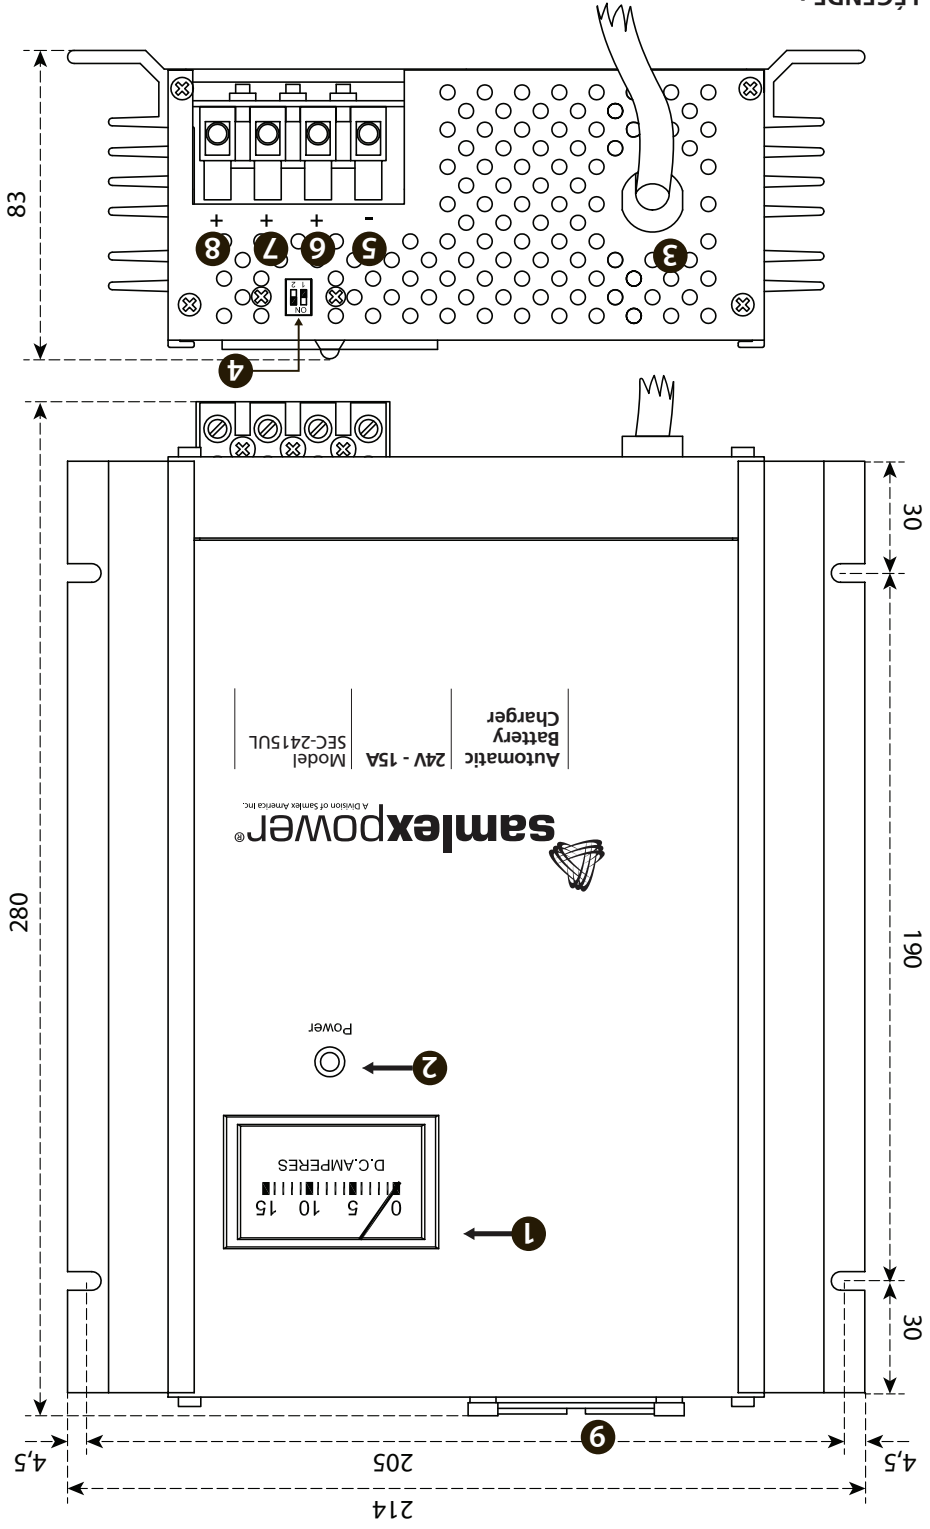 214
4,5
205
4,5
9
30
1
0 5 10 15
D.C.AMPERES
2
Power
190
280
samlexpower®
A Division of Samlex America Inc.
Automatic
Battery
Charger
24V - 15A
Model
SEC-2415UL
30
4
ON
1 2
3
5 6 7 8
- + + +
83
LÉGENDE :